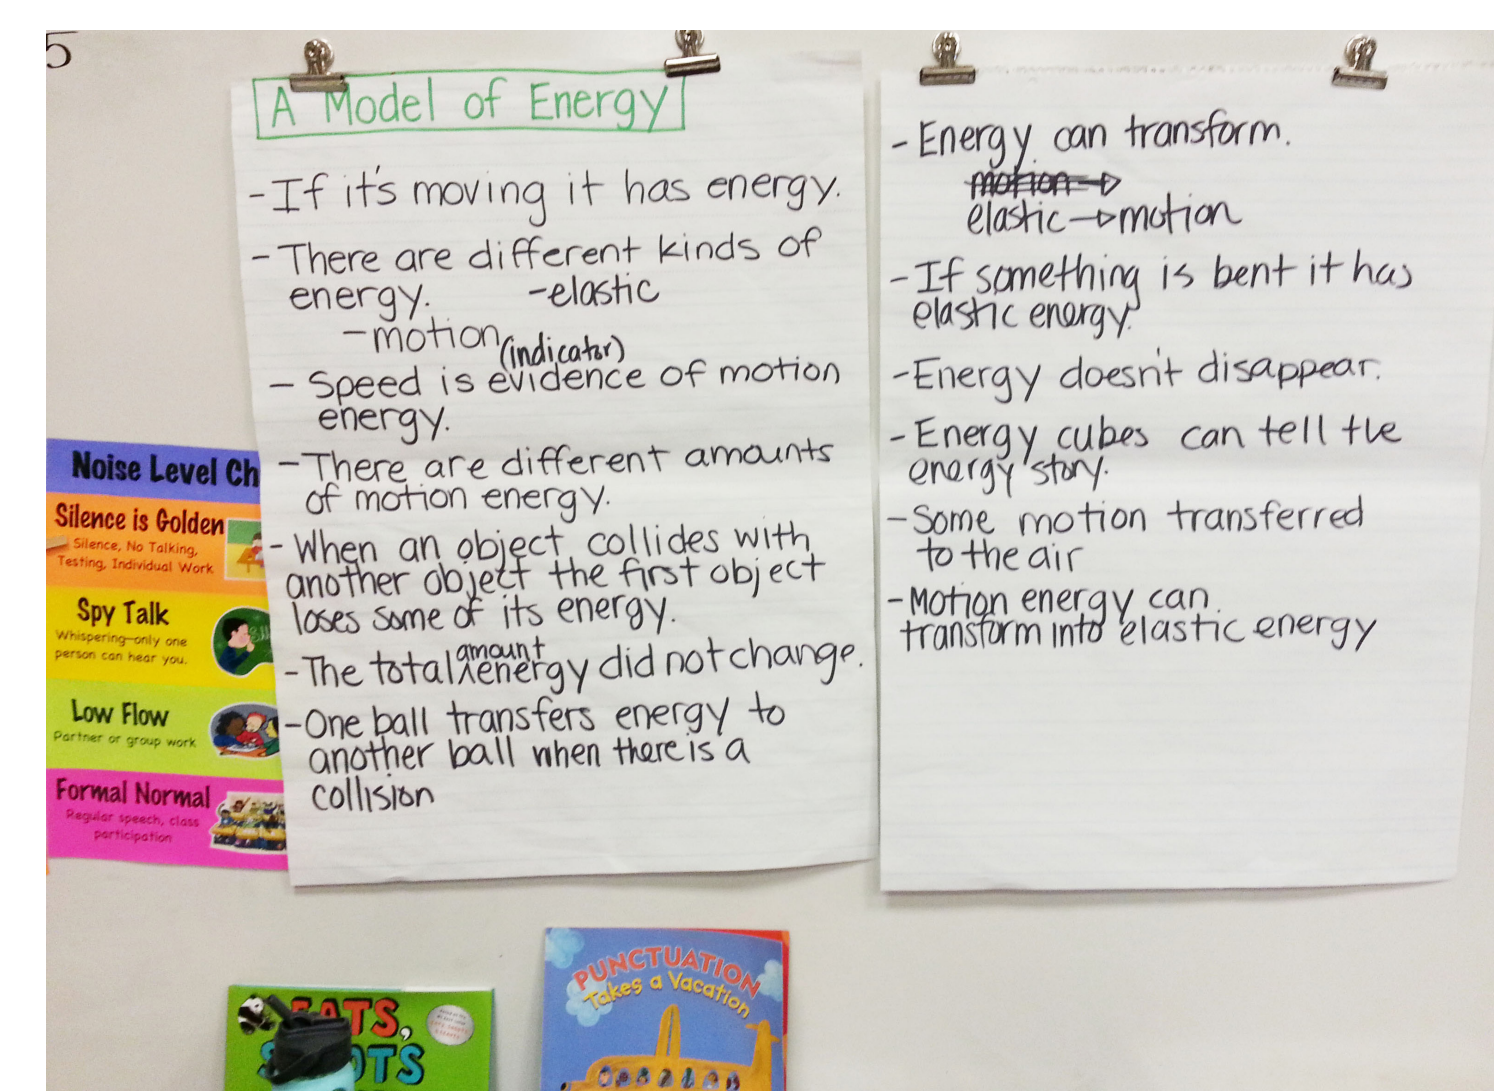 5
A Model of Energy
- If it's moving it has energy.
- There are different kinds of
energy. - elastic
- motion
(indicator)
- Speed is evidence of motion
energy.
- There are different amounts
of motion energy.
- When an object collides with
another object the first object
loses some of its energy.
- The total amount energy did not change.
- One ball transfers energy to
another ball when there is a
collision
- Energy can transform.
motion →
elastic → motion
- If something is bent it has
elastic energy.
- Energy doesn't disappear.
- Energy cubes can tell the
energy story.
- Some motion transferred
to the air
- Motion energy can
transform into elastic energy
Noise Level Ch
Silence is Golden
Silence, No Talking,
Testing, Individual Work
Spy Talk
Whispering—only one
person can hear you.
Low Flow
Partner or group work
Formal Normal
Regular speech, class
participation
EATS,
PUNCTUATION
Takes a Vacation